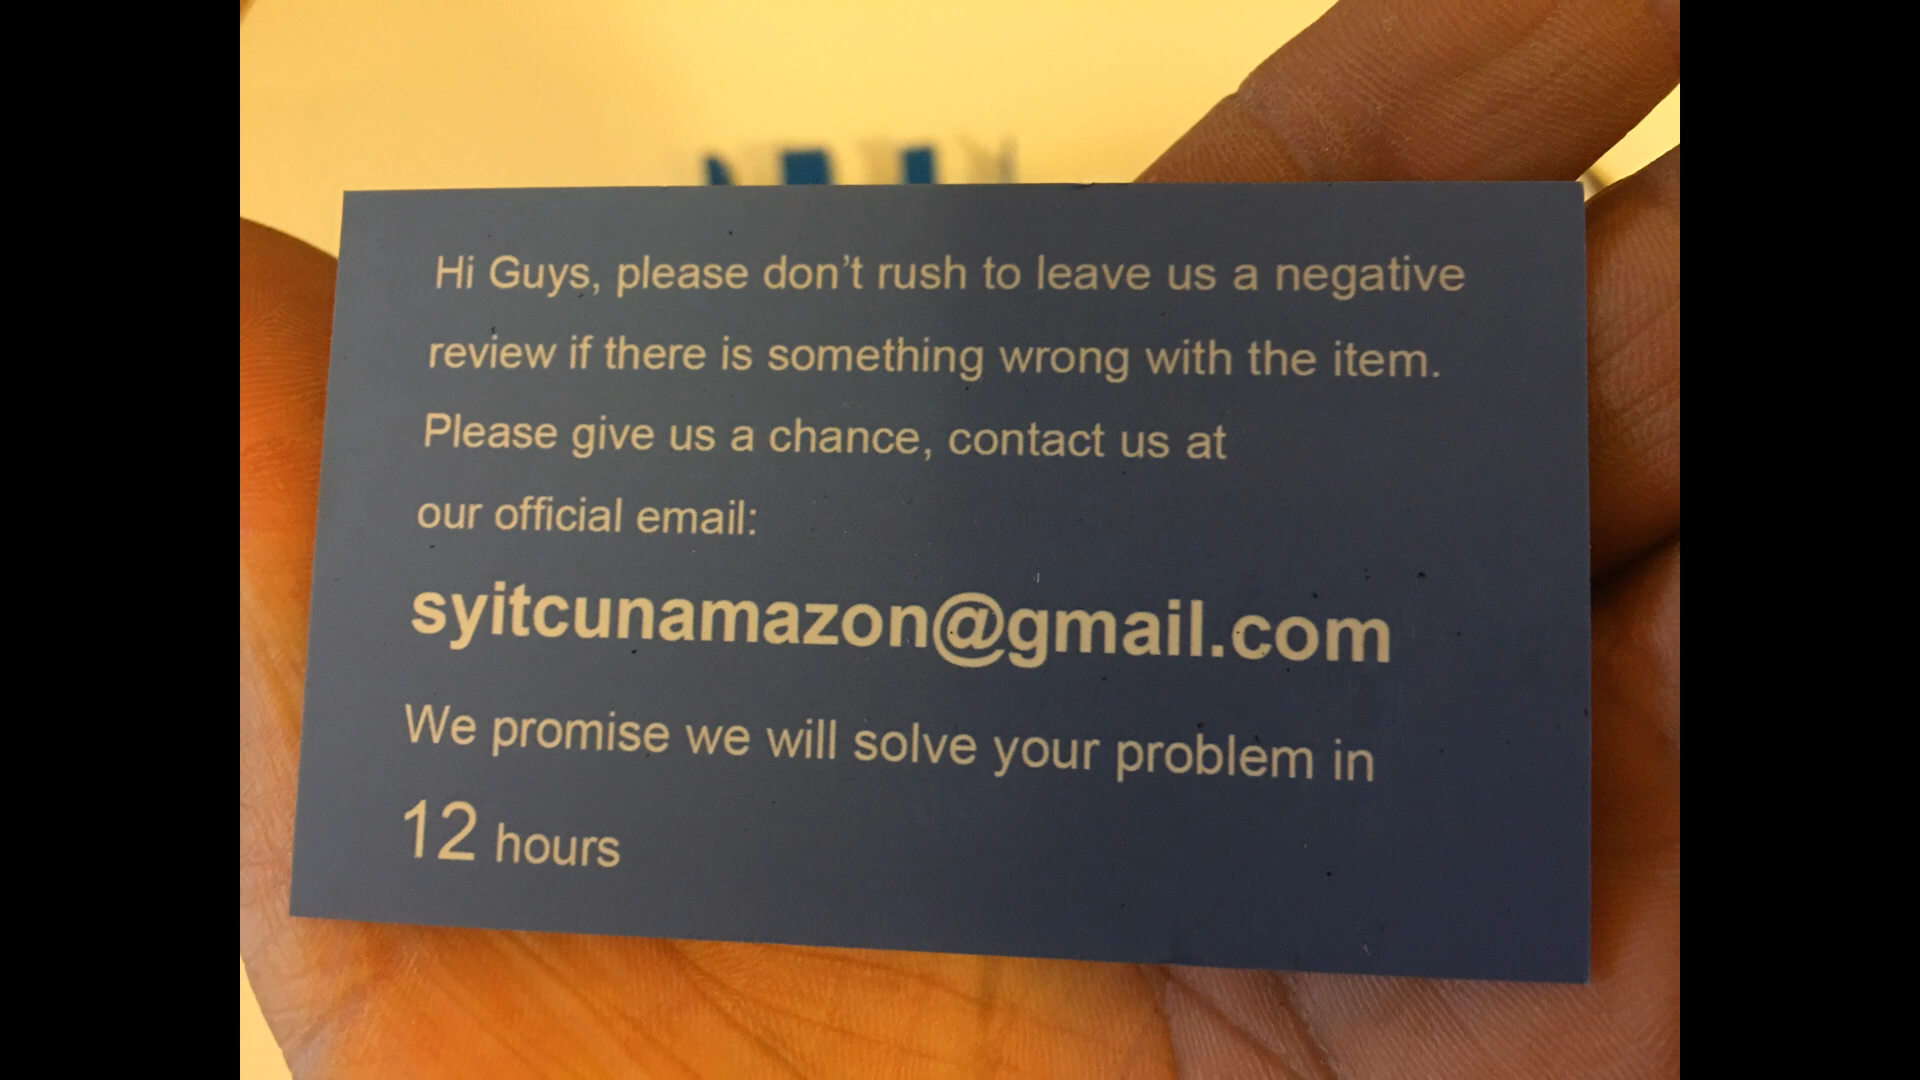 Hi Guys, please don’t rush to leave us a negative
review if there is something wrong with the item.
Please give us a chance, contact us at
our official email:
syitcunamazon@gmail.com
We promise we will solve your problem in
12 hours